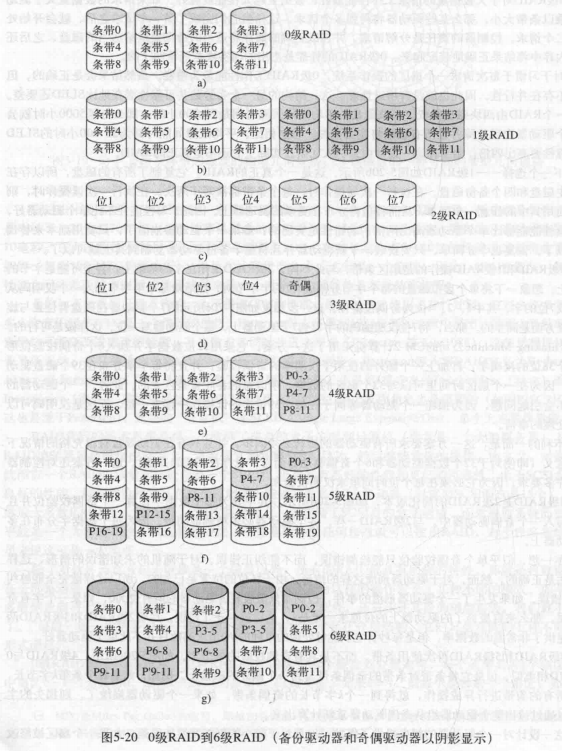 条带0 条带1 条带2 条带3
条带4 条带5 条带6 条带7 0级RAID
条带8 条带9 条带10 条带11
a)
条带0 条带1 条带2 条带3 条带0 条带1 条带2 条带3
条带4 条带5 条带6 条带7 条带4 条带5 条带6 条带7 1级RAID
条带8 条带9 条带10 条带11 条带8 条带9 条带10 条带11
b)
位1 位2 位3 位4 位5 位6 位7
2级RAID
c)
位1 位2 位3 位4 奇偶
3级RAID
d)
条带0 条带1 条带2 条带3 P0-3
条带4 条带5 条带6 条带7 P4-7 4级RAID
条带8 条带9 条带10 条带11 P8-11
e)
条带0 条带1 条带2 条带3 P0-3
条带4 条带5 条带6 P4-7 条带7
条带8 条带9 P8-11 条带10 条带11 5级RAID
条带12 P12-15 条带13 条带14 条带15
P16-19 条带16 条带17 条带18 条带19
f)
条带0 条带1 条带2 P0-2 P'0-2
条带3 条带4 P3-5 P'3-5 条带5
条带6 P6-8 P'6-8 条带7 条带8 6级RAID
P9-11 P'9-11 条带9 条带10 条带11
g)
图5-20 0级RAID到6级RAID（备份驱动器和奇偶驱动器以阴影显示）